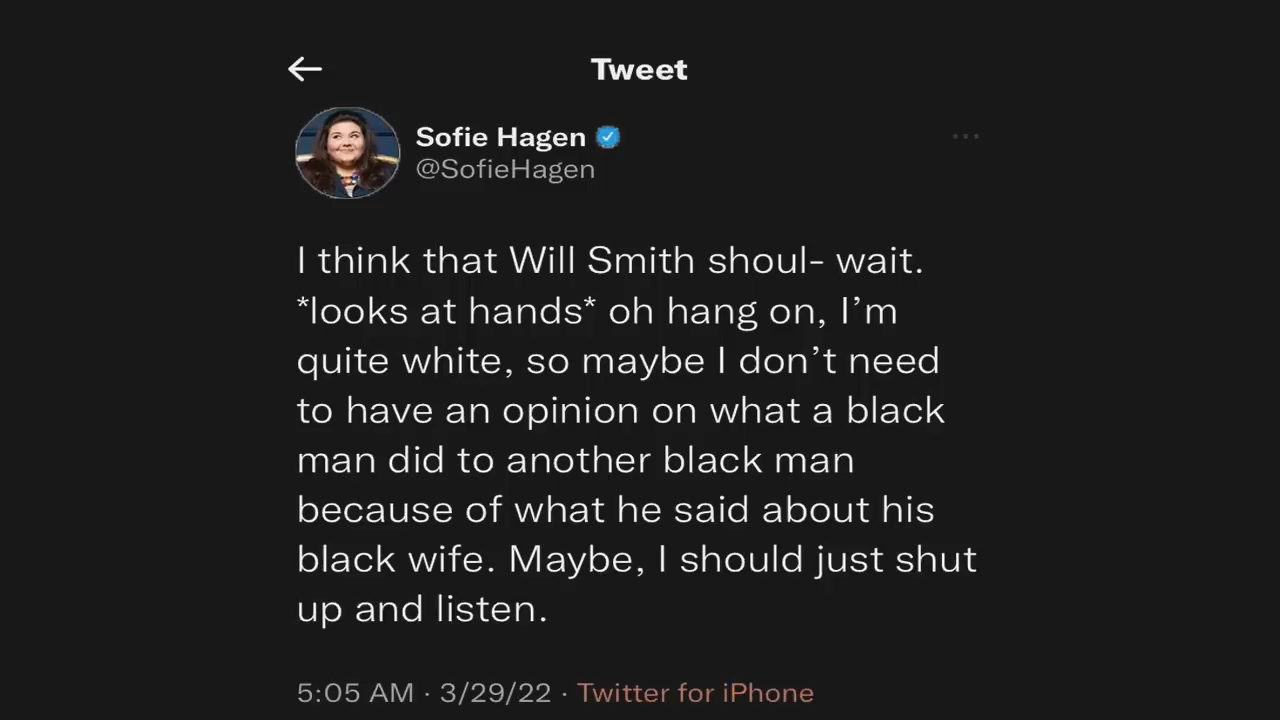 Tweet
Sofie Hagen
@SofieHagen
I think that Will Smith shoul- wait.
*looks at hands* oh hang on, I’m
quite white, so maybe I don’t need
to have an opinion on what a black
man did to another black man
because of what he said about his
black wife. Maybe, I should just shut
up and listen.
5:05 AM · 3/29/22 · Twitter for iPhone